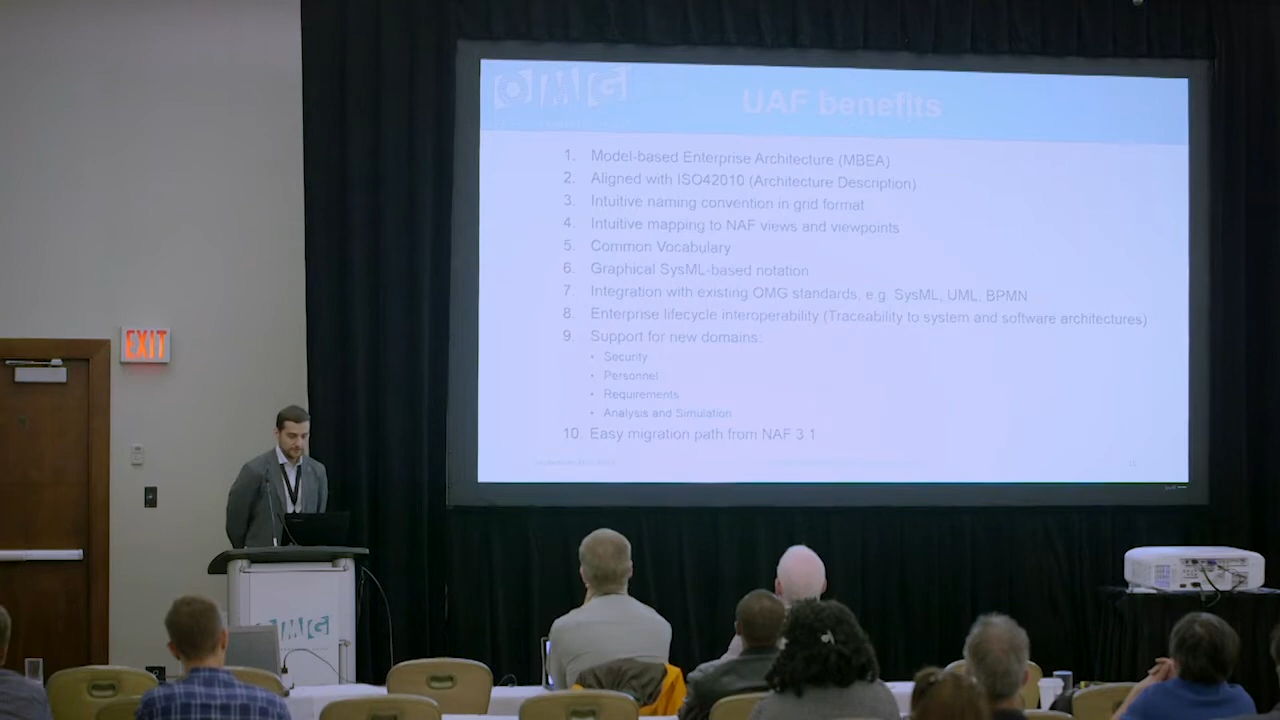 OMG
UAF benefits
1. Model-based Enterprise Architecture (MBEA)
2. Aligned with ISO42010 (Architecture Description)
3. Intuitive naming convention in grid format
4. Intuitive mapping to NAF views and viewpoints
5. Common Vocabulary
6. Graphical SysML-based notation
7. Integration with existing OMG standards, e.g. SysML, UML, BPMN
8. Enterprise lifecycle interoperability (Traceability to system and software architectures)
9. Support for new domains:
• Security
• Personnel
• Requirements
• Analysis and Simulation
10. Easy migration path from NAF 3.1
EXIT
OMG